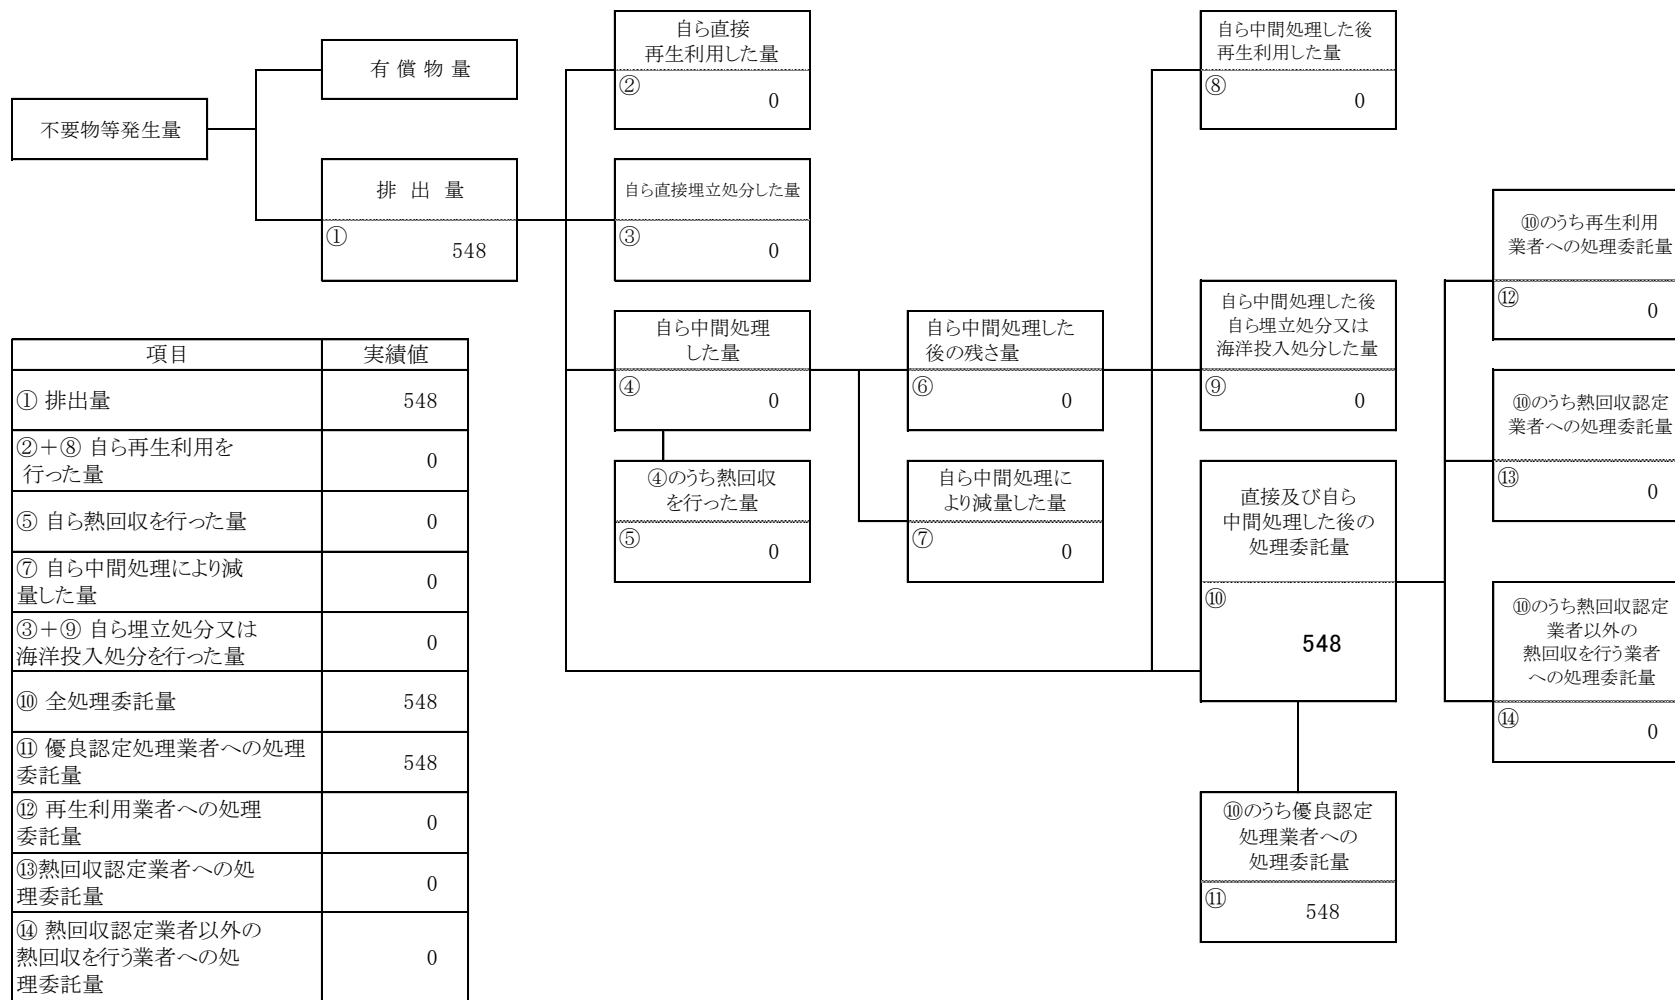 不要物等発生量
有 償 物 量
排 出 量
①
548
自ら直接
再生利用した量
②
0
自ら直接埋立処分した量
③
0
自ら中間処理
した量
④
0
④のうち熱回収
を行った量
⑤
0
自ら中間処理した
後の残さ量
⑥
0
自ら中間処理に
より減量した量
⑦
0
自ら中間処理した後
再生利用した量
⑧
0
自ら中間処理した後
自ら埋立処分又は
海洋投入処分した量
⑨
0
直接及び自ら
中間処理した後の
処理委託量
⑩
548
⑩のうち優良認定
処理業者への
処理委託量
⑪
548
⑩のうち再生利用
業者への処理委託量
⑫
0
⑩のうち熱回収認定
業者への処理委託量
⑬
0
⑩のうち熱回収認定
業者以外の
熱回収を行う業者
への処理委託量
⑭
0
項目 実績値
① 排出量 548
②+⑧ 自ら再生利用を
行った量 0
⑤ 自ら熱回収を行った量 0
⑦ 自ら中間処理により減
量した量 0
③+⑨ 自ら埋立処分又は
海洋投入処分を行った量 0
⑩ 全処理委託量 548
⑪ 優良認定処理業者への処理
委託量 548
⑫ 再生利用業者への処理
委託量 0
⑬熱回収認定業者への処
理委託量 0
⑭ 熱回収認定業者以外の
熱回収を行う業者への処
理委託量 0